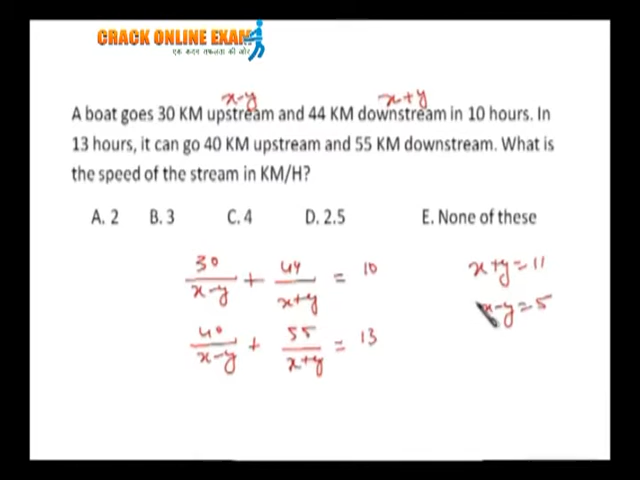 CRACK ONLINE EXAM
एक कदम सफलता की ओर
x-y x+y
A boat goes 30 KM upstream and 44 KM downstream in 10 hours. In
13 hours, it can go 40 KM upstream and 55 KM downstream. What is
the speed of the stream in KM/H?
A. 2 B. 3 C. 4 D. 2.5 E. None of these
30/x-y + 44/x+y = 10
x+y=11
x-y=5
40/x-y + 55/x+y = 13